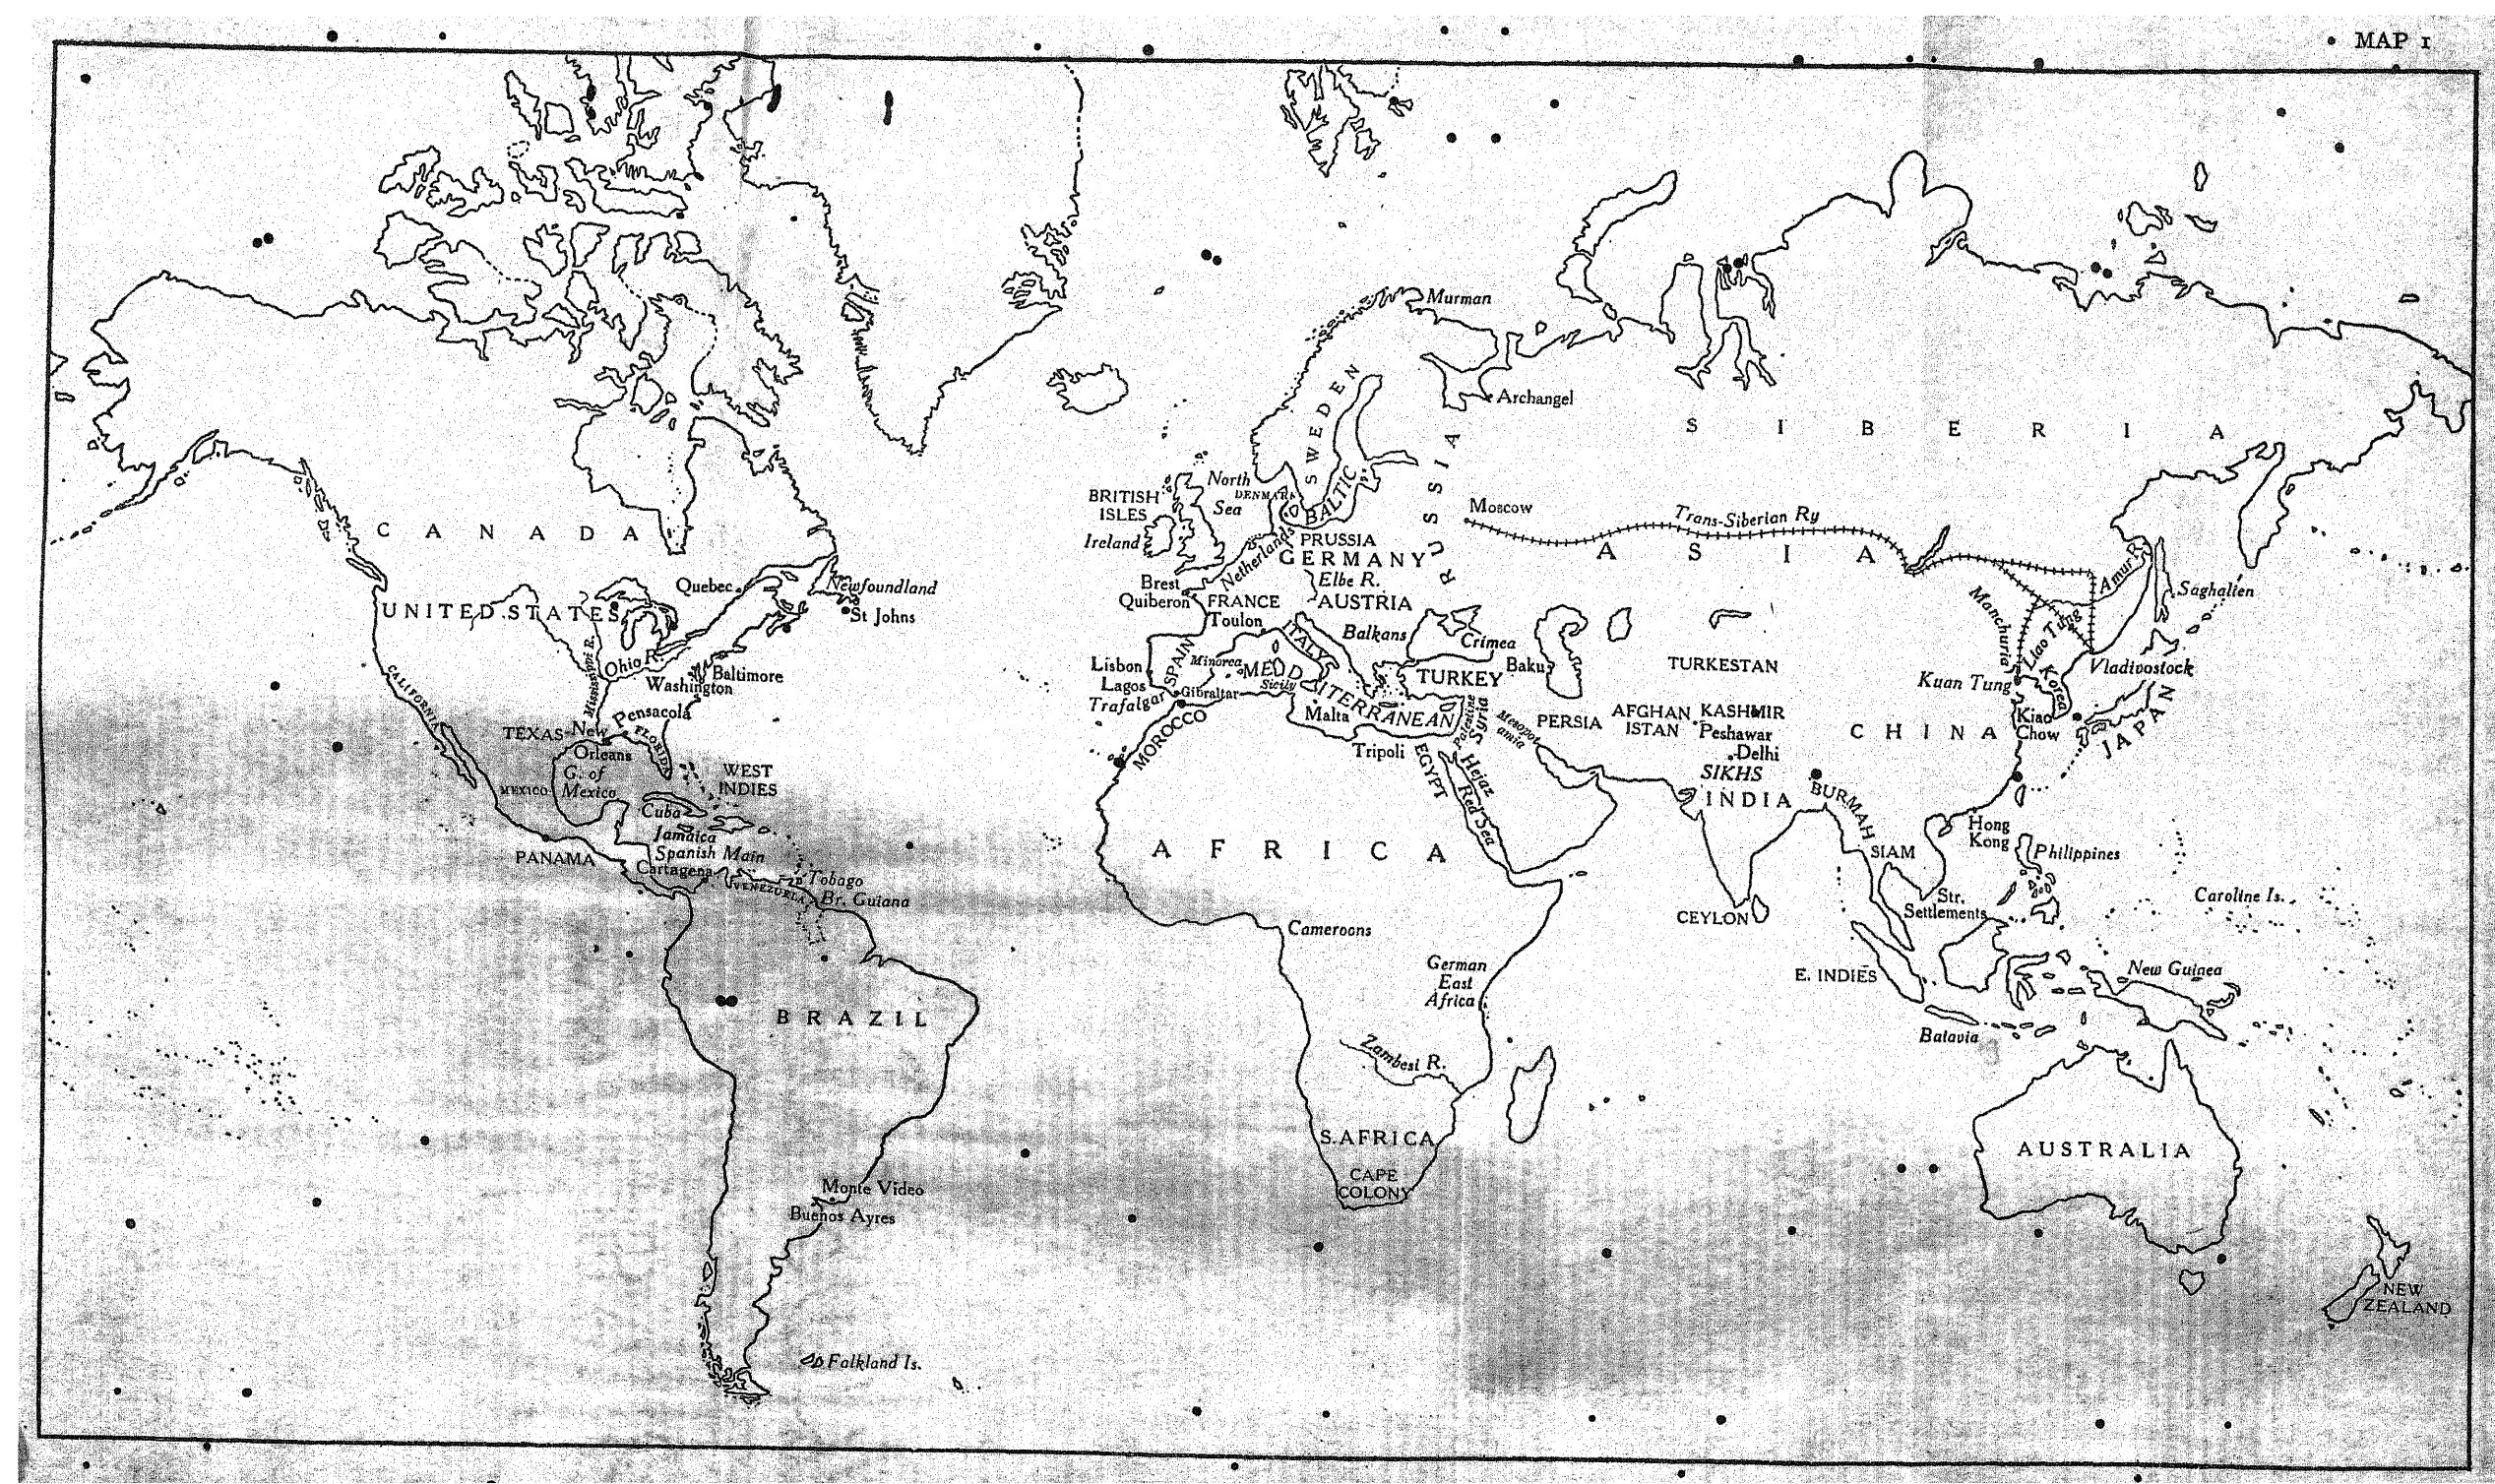 MAP 1
Murman
SWEDEN
Archangel
SIBERIA
RUSSIA
North
Sea
DENMARK
BALTIC
BRITISH
ISLES
Ireland
Moscow
Trans-Siberian Ry
CANADA
PRUSSIA
GERMANY
Netherlands
ASIA
Elbe R.
Amur R.
Saghalien
Quebec
Newfoundland
St Johns
UNITED STATES
Brest
Quiberon
FRANCE
AUSTRIA
Toulon
ITALY
Balkans
Crimea
Manchuria
Liao Tung
Ohio R.
Mississippi R.
Baltimore
Washington
Lisbon
Lagos
Trafalgar
SPAIN
Minorca
Gibraltar
MEDITERRANEAN
Sicily
TURKEY
Baku
TURKESTAN
Vladivostock
Kuan Tung
Korea
CALIFORNIA
Pensacola
FLORIDA
TEXAS
New
Orleans
MOROCCO
Malta
Tripoli
Palestine
Syria
Mesopot
amia
PERSIA
AFGHAN
ISTAN
KASHMIR
Peshawar
Delhi
SIKHS
CHINA
Kiao
Chow
JAPAN
EGYPT
Hejaz
Red Sea
WEST
INDIES
G. of
Mexico
MEXICO
Cuba
Jamaica
Spanish Main
PANAMA
Cartagena
VENEZUELA
Tobago
Br. Guiana
INDIA
BURMAH
Hong
Kong
SIAM
Philippines
AFRICA
CEYLON
Str.
Settlements
Caroline Is.
Cameroons
German
East
Africa
E. INDIES
New Guinea
Batavia
BRAZIL
Zambesi R.
S. AFRICA
CAPE
COLONY
AUSTRALIA
Monte Video
Buenos Ayres
NEW
ZEALAND
Falkland Is.